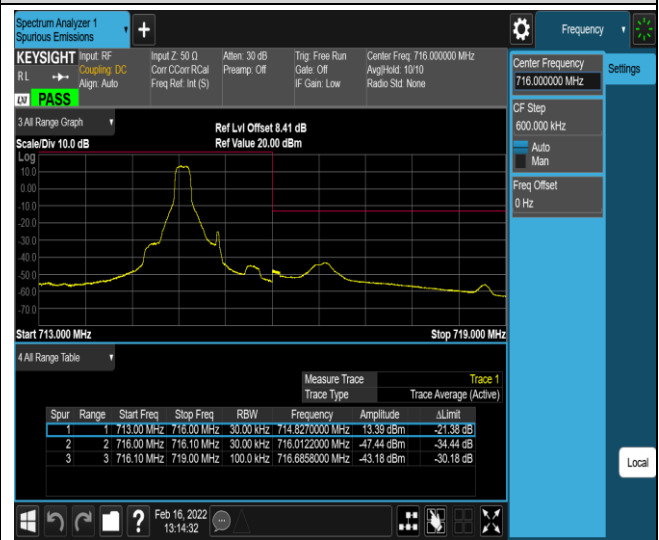 Spectrum Analyzer 1
Spurious Emissions
+
Frequency
KEYSIGHT Input: RF Input Z: 50 Ω Atten: 30 dB Trig: Free Run Center Freq: 716.000000 MHz
RL Coupling: DC Corr CCorr RCal Preamp: Off Gate: Off Avg|Hold: 10/10
Align: Auto Freq Ref: Int (S) IF Gain: Low Radio Std: None
LXI PASS
Center Frequency
716.000000 MHz
Settings
CF Step
600.000 kHz
Auto
Man
Freq Offset
0 Hz
3 All Range Graph
Ref Lvl Offset 8.41 dB
Scale/Div 10.0 dB Ref Value 20.00 dBm
Log
10.0
0.00
-10.0
-20.0
-30.0
-40.0
-50.0
-60.0
-70.0
Start 713.000 MHz Stop 719.000 MHz
4 All Range Table
Measure Trace Trace 1
Trace Type Trace Average (Active)
Spur Range Start Freq Stop Freq RBW Frequency Amplitude ΔLimit
1 1 713.00 MHz 716.00 MHz 30.00 kHz 714.8270000 MHz 13.39 dBm -21.38 dB
2 2 716.00 MHz 716.10 MHz 30.00 kHz 716.0122000 MHz -47.44 dBm -34.44 dB
3 3 716.10 MHz 719.00 MHz 100.0 kHz 716.6858000 MHz -43.18 dBm -30.18 dB
Local
? Feb 16, 2022
13:14:32